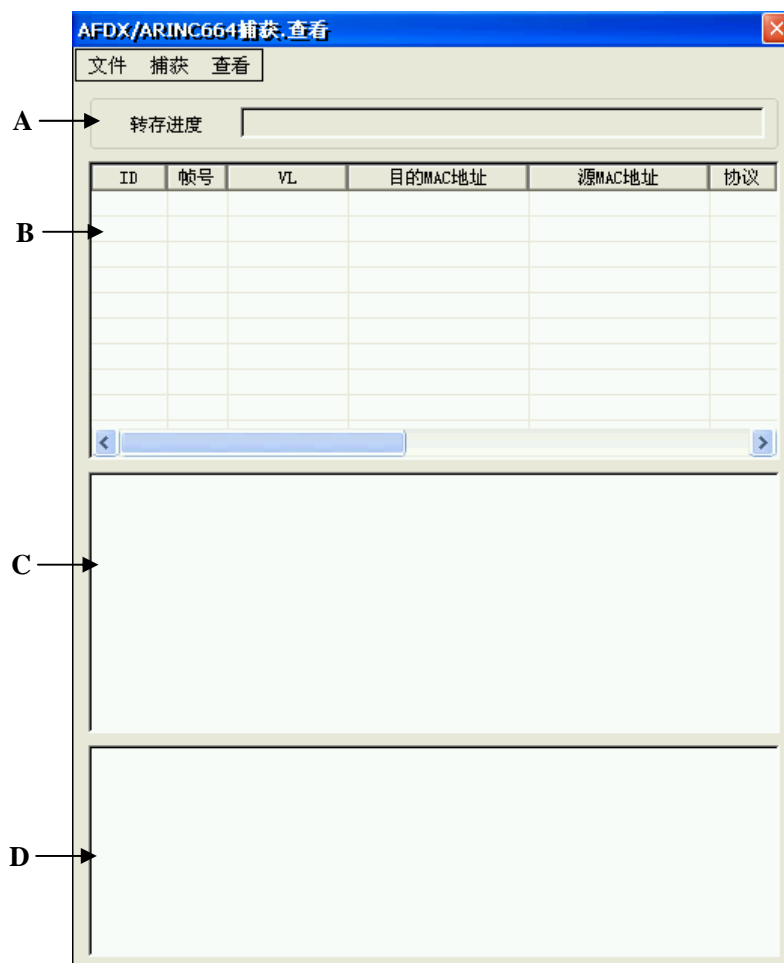 AFDX/ARINC664捕获.查看
文件 捕获 查看
A
转存进度
ID 帧号 VL 目的MAC地址 源MAC地址 协议
B
C
D